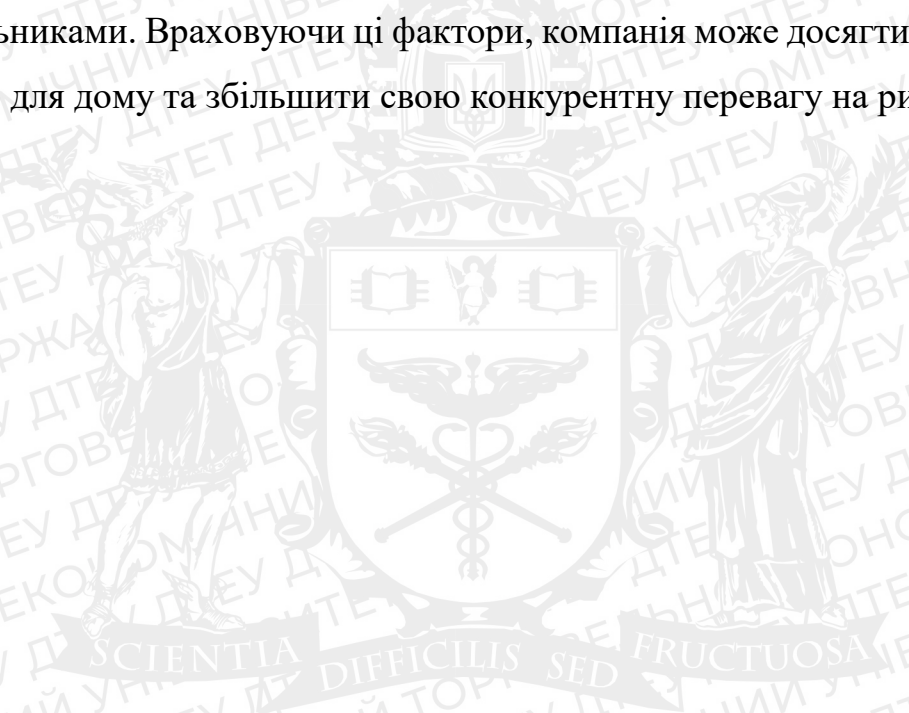 ьниками. Враховуючи ці фактори, компанія може досягти
для дому та збільшити свою конкурентну перевагу на ри
SCIENTIA DIFFICILIS SED FRUCTUOSA